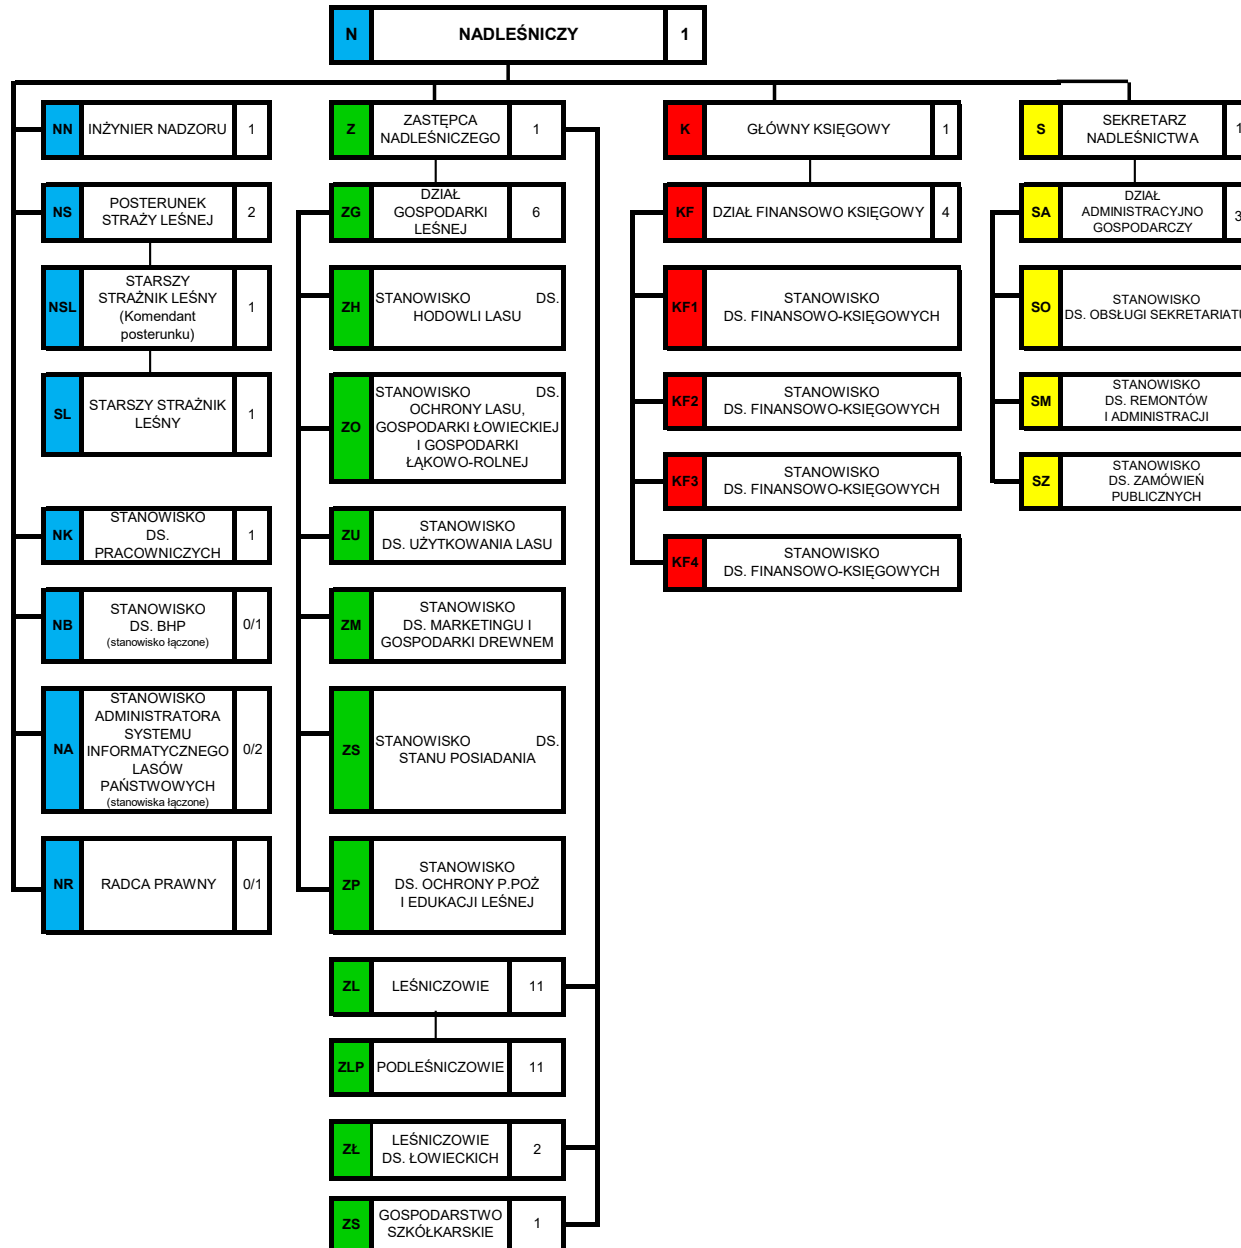 N NADLEŚNICZY 1
NN INŻYNIER NADZORU 1
NS POSTERUNEK
STRAŻY LEŚNEJ 2
NSL STARSZY
STRAŻNIK LEŚNY
(Komendant
posterunku) 1
SL STARSZY STRAŻNIK
LEŚNY 1
NK STANOWISKO
DS.
PRACOWNICZYCH 1
NB STANOWISKO
DS. BHP
(stanowisko łączone) 0/1
NA STANOWISKO
ADMINISTRATORA
SYSTEMU
INFORMATYCZNEGO
LASÓW
PAŃSTWOWYCH
(stanowiska łączone) 0/2
NR RADCA PRAWNY 0/1
Z ZASTĘPCA
NADLEŚNICZEGO 1
ZG DZIAŁ
GOSPODARKI
LEŚNEJ 6
ZH STANOWISKO DS.
HODOWLI LASU
ZO STANOWISKO DS.
OCHRONY LASU,
GOSPODARKI ŁOWIECKIEJ
I GOSPODARKI
ŁĄKOWO-ROLNEJ
ZU STANOWISKO
DS. UŻYTKOWANIA LASU
ZM STANOWISKO
DS. MARKETINGU I
GOSPODARKI DREWNEM
ZS STANOWISKO DS.
STANU POSIADANIA
ZP STANOWISKO
DS. OCHRONY P.POŻ
I EDUKACJI LEŚNEJ
ZL LEŚNICZOWIE 11
ZLP PODLEŚNICZOWIE 11
ZŁ LEŚNICZOWIE
DS. ŁOWIECKICH 2
ZS GOSPODARSTWO
SZKÓŁKARSKIE 1
K GŁÓWNY KSIĘGOWY 1
KF DZIAŁ FINANSOWO KSIĘGOWY 4
KF1 STANOWISKO
DS. FINANSOWO-KSIĘGOWYCH
KF2 STANOWISKO
DS. FINANSOWO-KSIĘGOWYCH
KF3 STANOWISKO
DS. FINANSOWO-KSIĘGOWYCH
KF4 STANOWISKO
DS. FINANSOWO-KSIĘGOWYCH
S SEKRETARZ
NADLEŚNICTWA 1
SA DZIAŁ
ADMINISTRACYJNO
GOSPODARCZY 3
SO STANOWISKO
DS. OBSŁUGI SEKRETARIATU
SM STANOWISKO
DS. REMONTÓW
I ADMINISTRACJI
SZ STANOWISKO
DS. ZAMÓWIEŃ
PUBLICZNYCH